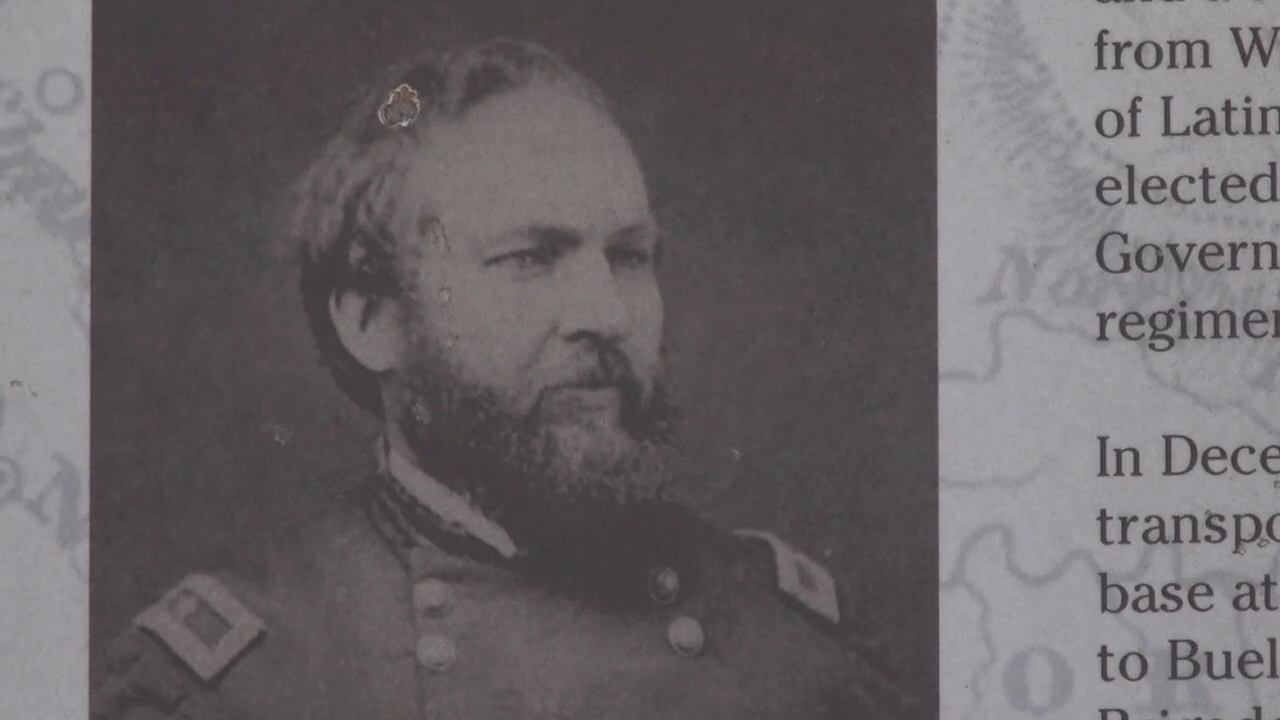 from W
of Latin
elected
Govern
regimen
In Dece
transpo
base at
to Buel